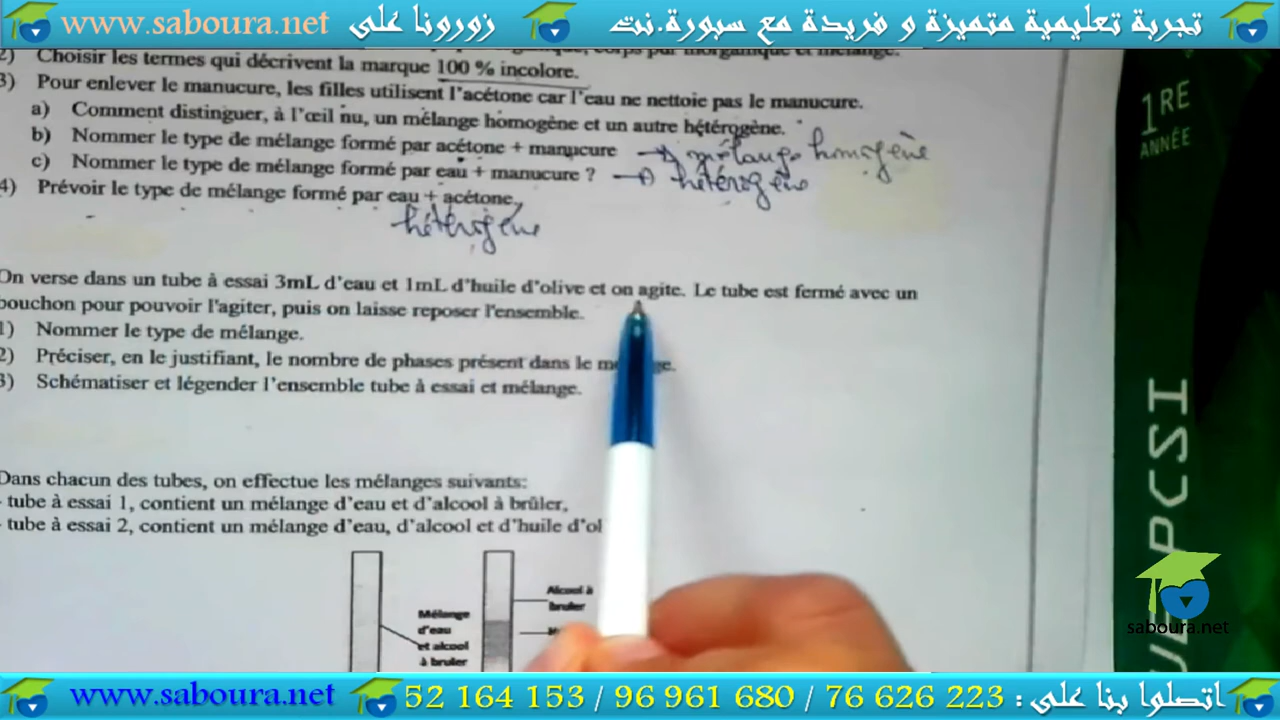 www.saboura.net زورونا على تجربة تعليمية متميزة و فريدة مع سبورة.نت
2) Choisir les termes qui décrivent la marque 100 % incolore.
3) Pour enlever le manucure, les filles utilisent l'acétone car l'eau ne nettoie pas le manucure.
a) Comment distinguer, à l'œil nu, un mélange homogène et un autre hétérogène.
b) Nommer le type de mélange formé par acétone + manucure → mélange homogène
c) Nommer le type de mélange formé par eau + manucure ? → hétérogène
4) Prévoir le type de mélange formé par eau + acétone.
hétérogène
On verse dans un tube à essai 3mL d'eau et 1mL d'huile d'olive et on agite. Le tube est fermé avec un
bouchon pour pouvoir l'agiter, puis on laisse reposer l'ensemble.
1) Nommer le type de mélange.
2) Préciser, en le justifiant, le nombre de phases présent dans le
3) Schématiser et légender l'ensemble tube à essai et mélange.
Dans chacun des tubes, on effectue les mélanges suivants:
- tube à essai 1, contient un mélange d'eau et d'alcool à brûler,
- tube à essai 2, contient un mélange d'eau, d'alcool et d'huile d'ol
Mélange
d'eau
et alcool
à bruler
Alcool à
bruler
1RE
ANNÉE
PCSI
saboura.net
www.saboura.net 52 164 153 / 96 961 680 / 76 626 223 : اتصلوا بنا على